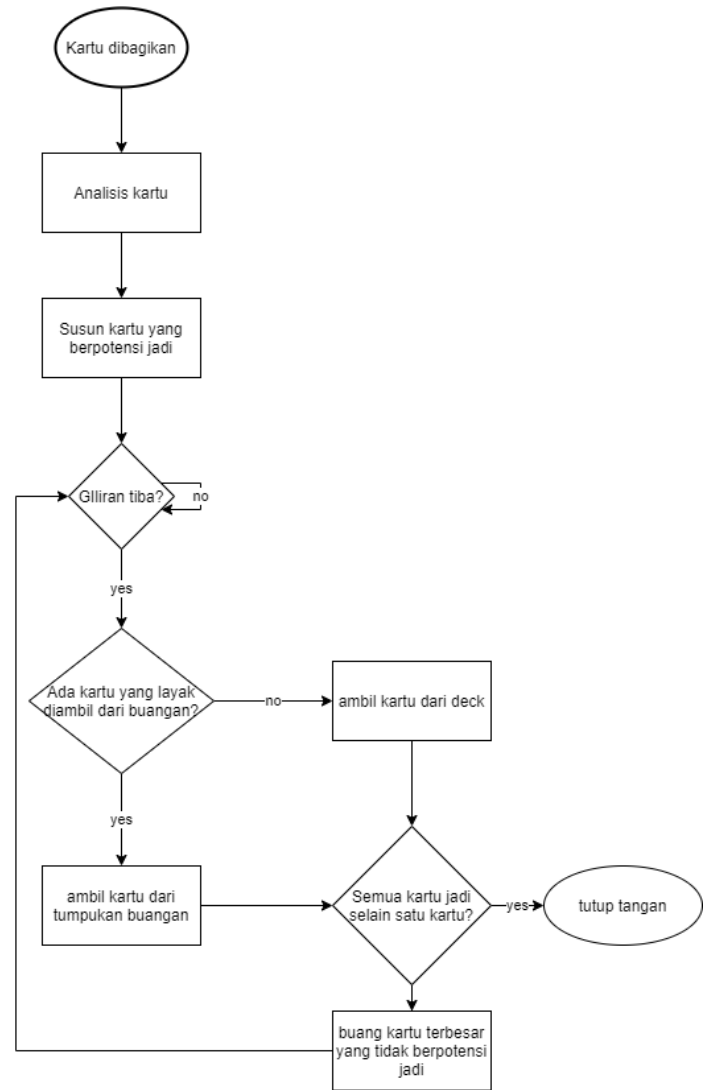 Kartu dibagikan
Analisis kartu
Susun kartu yang
berpotensi jadi
GIliran tiba?
no
yes
Ada kartu yang layak
diambil dari buangan?
no
ambil kartu dari deck
yes
ambil kartu dari
tumpukan buangan
Semua kartu jadi
selain satu kartu?
yes
tutup tangan
buang kartu terbesar
yang tidak berpotensi
jadi